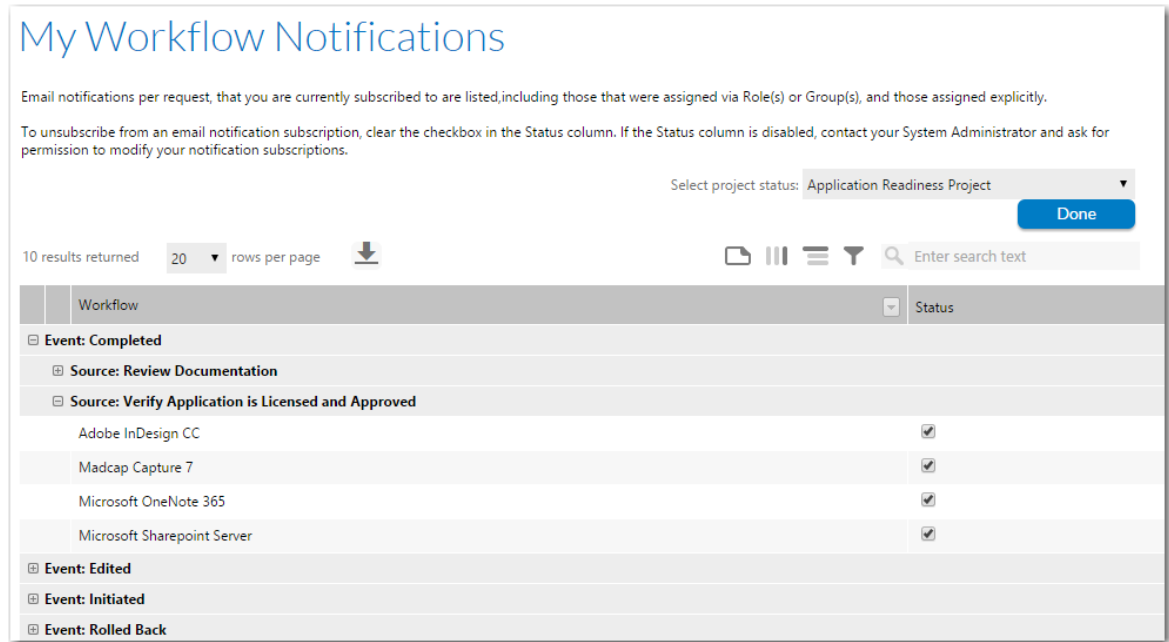 My Workflow Notifications
Email notifications per request, that you are currently subscribed to are listed,including those that were assigned via Role(s) or Group(s), and those assigned explicitly.
To unsubscribe from an email notification subscription, clear the checkbox in the Status column. If the Status column is disabled, contact your System Administrator and ask for
permission to modify your notification subscriptions.
Select project status: Application Readiness Project
Done
10 results returned 20 rows per page Enter search text
Workflow Status
Event: Completed
Source: Review Documentation
Source: Verify Application is Licensed and Approved
Adobe InDesign CC
Madcap Capture 7
Microsoft OneNote 365
Microsoft Sharepoint Server
Event: Edited
Event: Initiated
Event: Rolled Back